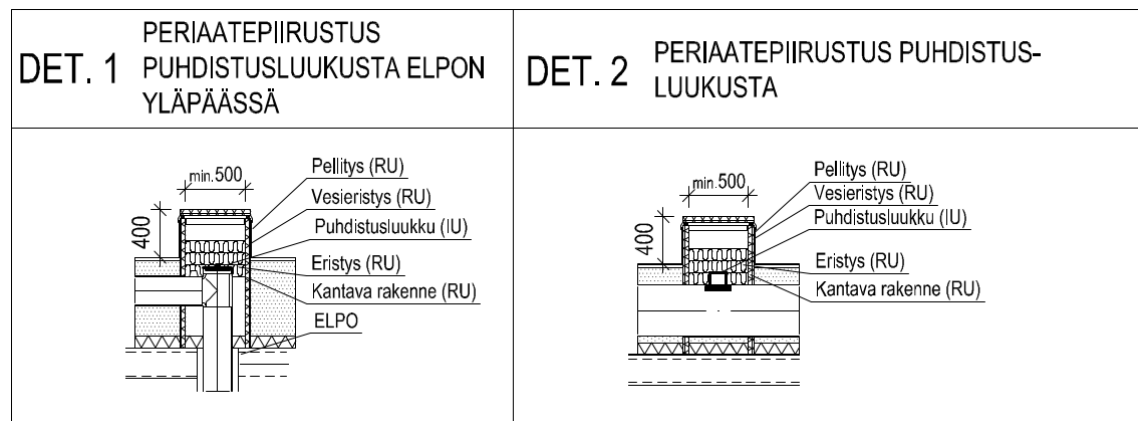 DET. 1
PERIAATEPIIRUSTUS
PUHDISTUSLUUKUSTA ELPON
YLÄPÄÄSSÄ
DET. 2
PERIAATEPIIRUSTUS PUHDISTUS-
LUUKUSTA
min.500
400
Pellitys (RU)
Vesieristys (RU)
Puhdistusluukku (IU)
Eristys (RU)
Kantava rakenne (RU)
ELPO
min.500
400
Pellitys (RU)
Vesieristys (RU)
Puhdistusluukku (IU)
Eristys (RU)
Kantava rakenne (RU)